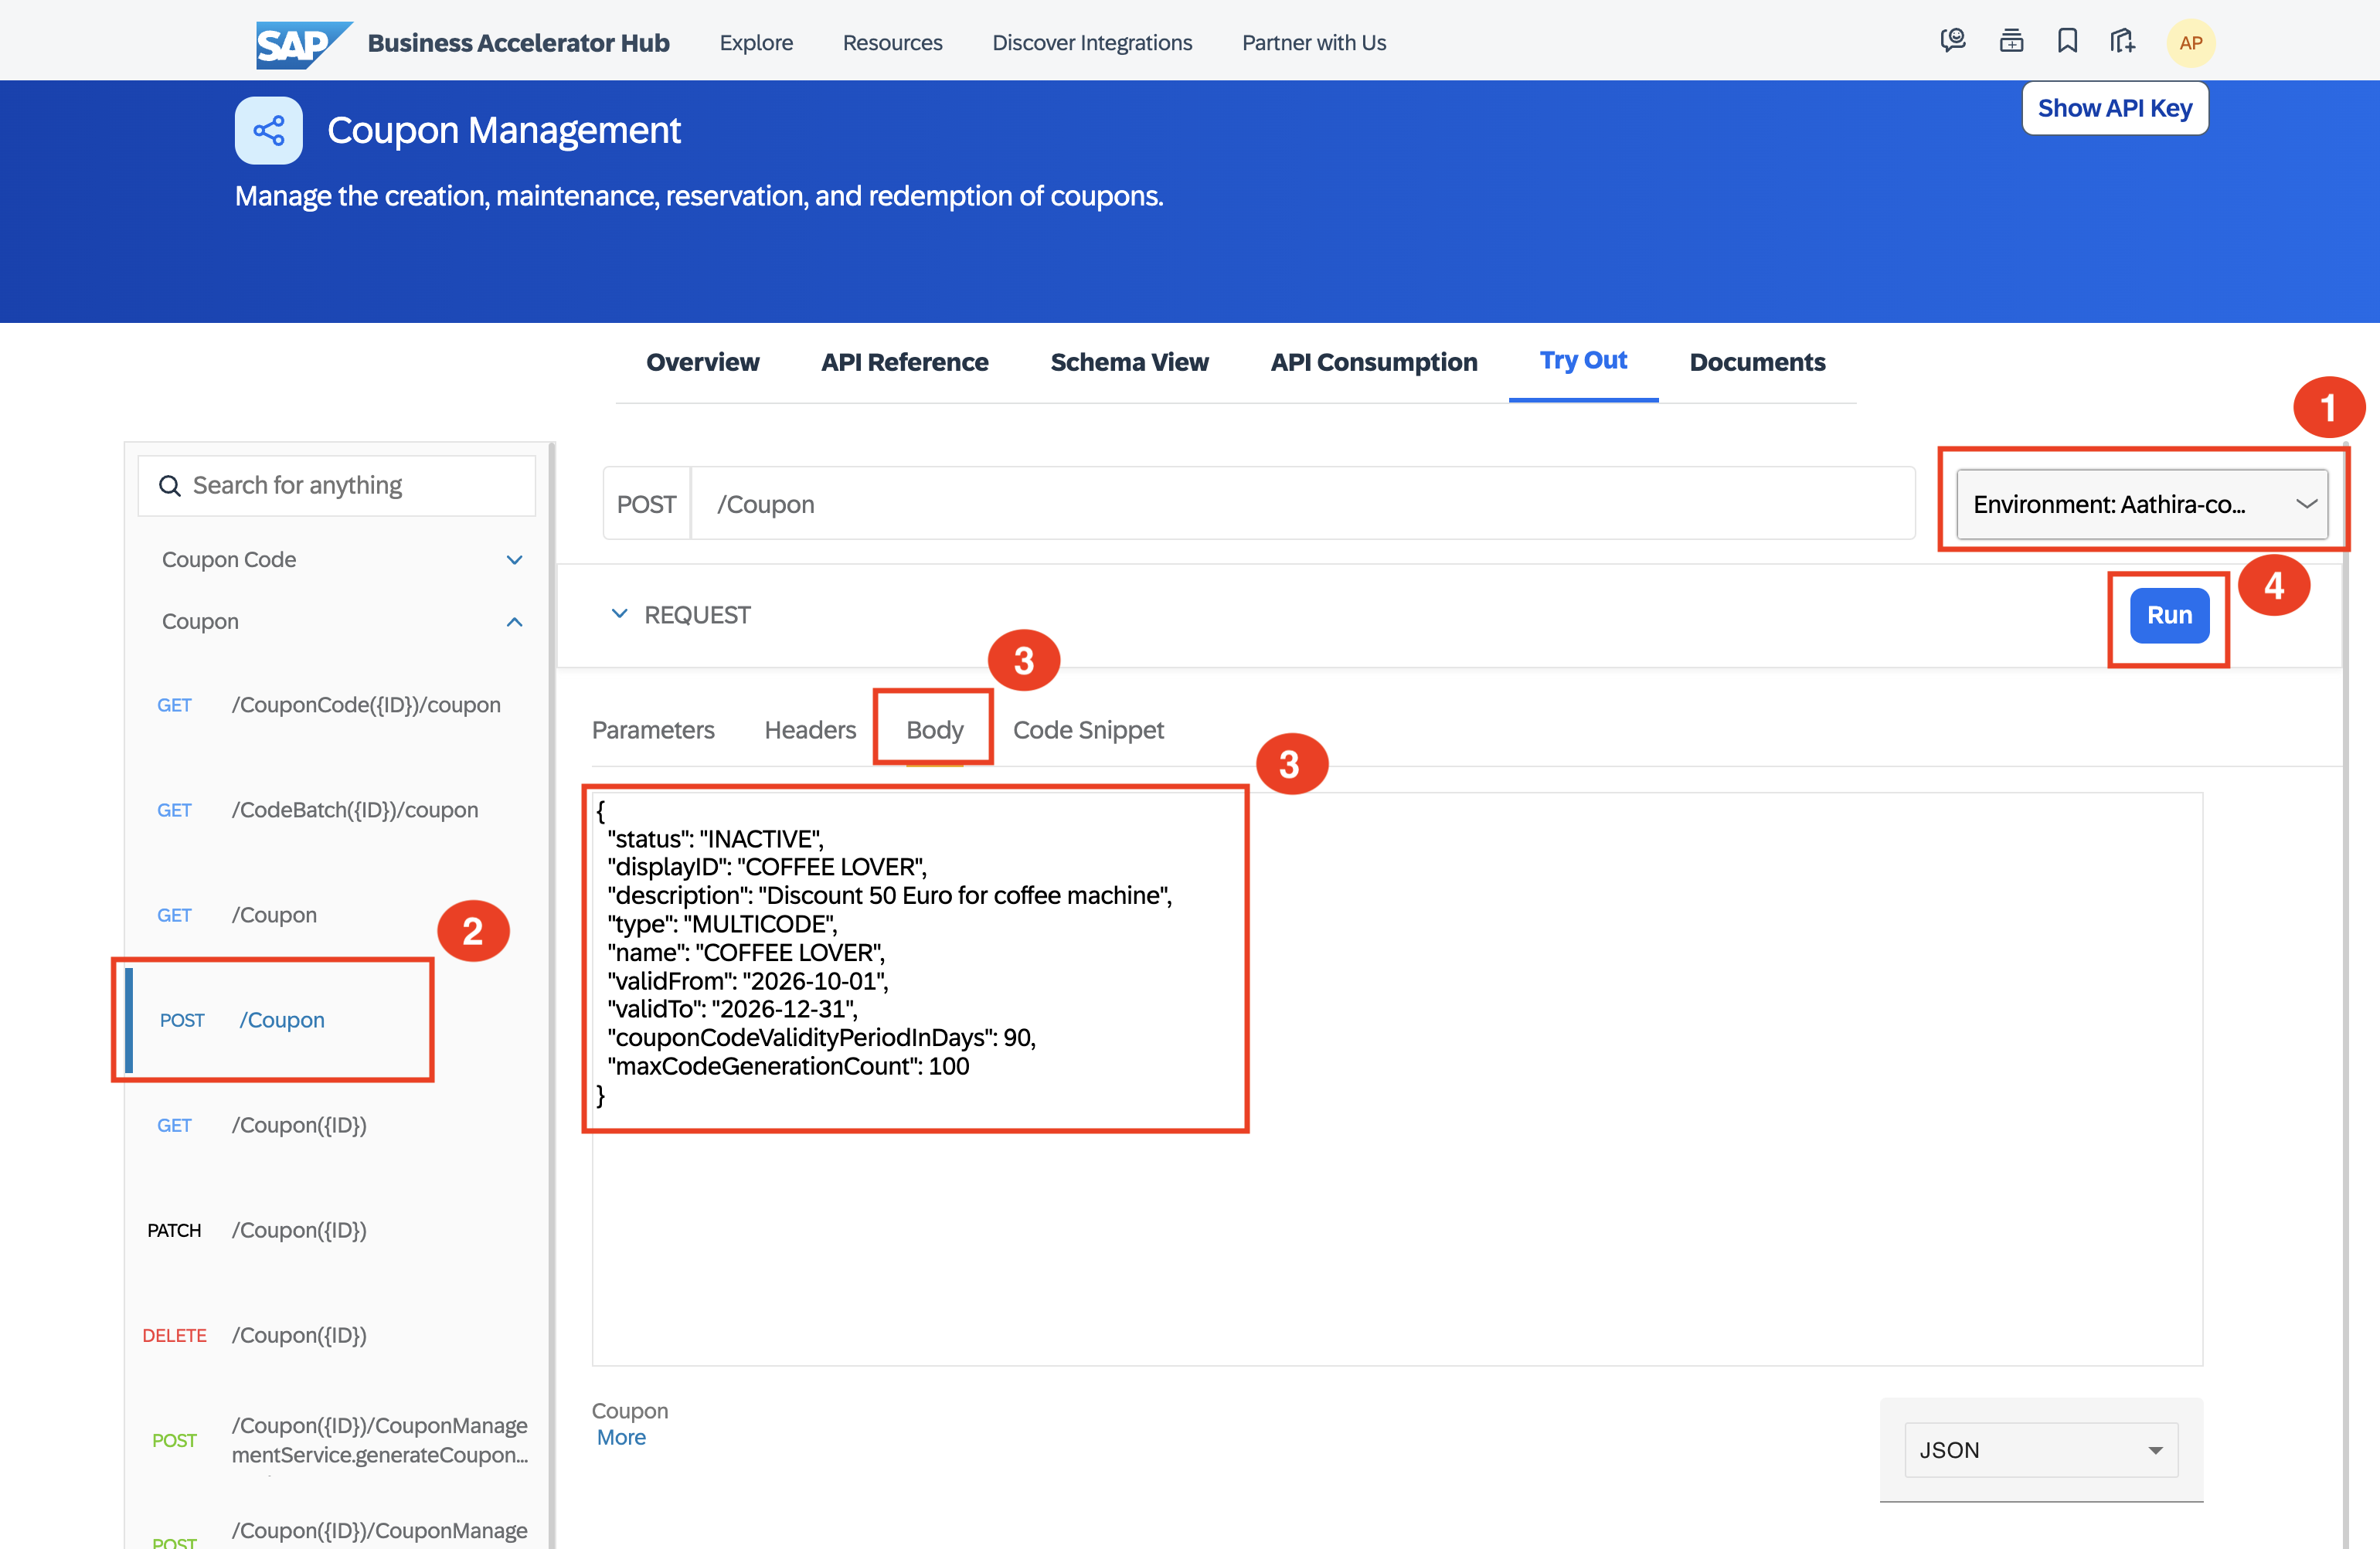 SAP Business Accelerator Hub Explore Resources Discover Integrations Partner with Us AP
Show API Key
Coupon Management
Manage the creation, maintenance, reservation, and redemption of coupons.
Overview API Reference Schema View API Consumption Try Out Documents
1
Search for anything
POST /Coupon
Environment: Aathira-co...
Coupon Code
Coupon
REQUEST
Run
4
3
GET /CouponCode({ID})/coupon
Parameters Headers Body Code Snippet
3
GET /CodeBatch({ID})/coupon
GET /Coupon
2
POST /Coupon
GET /Coupon({ID})
PATCH /Coupon({ID})
DELETE /Coupon({ID})
POST /Coupon({ID})/CouponManage
mentService.generateCoupon...
POST /Coupon({ID})/CouponManage
{
"status": "INACTIVE",
"displayID": "COFFEE LOVER",
"description": "Discount 50 Euro for coffee machine",
"type": "MULTICODE",
"name": "COFFEE LOVER",
"validFrom": "2026-10-01",
"validTo": "2026-12-31",
"couponCodeValidityPeriodInDays": 90,
"maxCodeGenerationCount": 100
}
Coupon
More
JSON